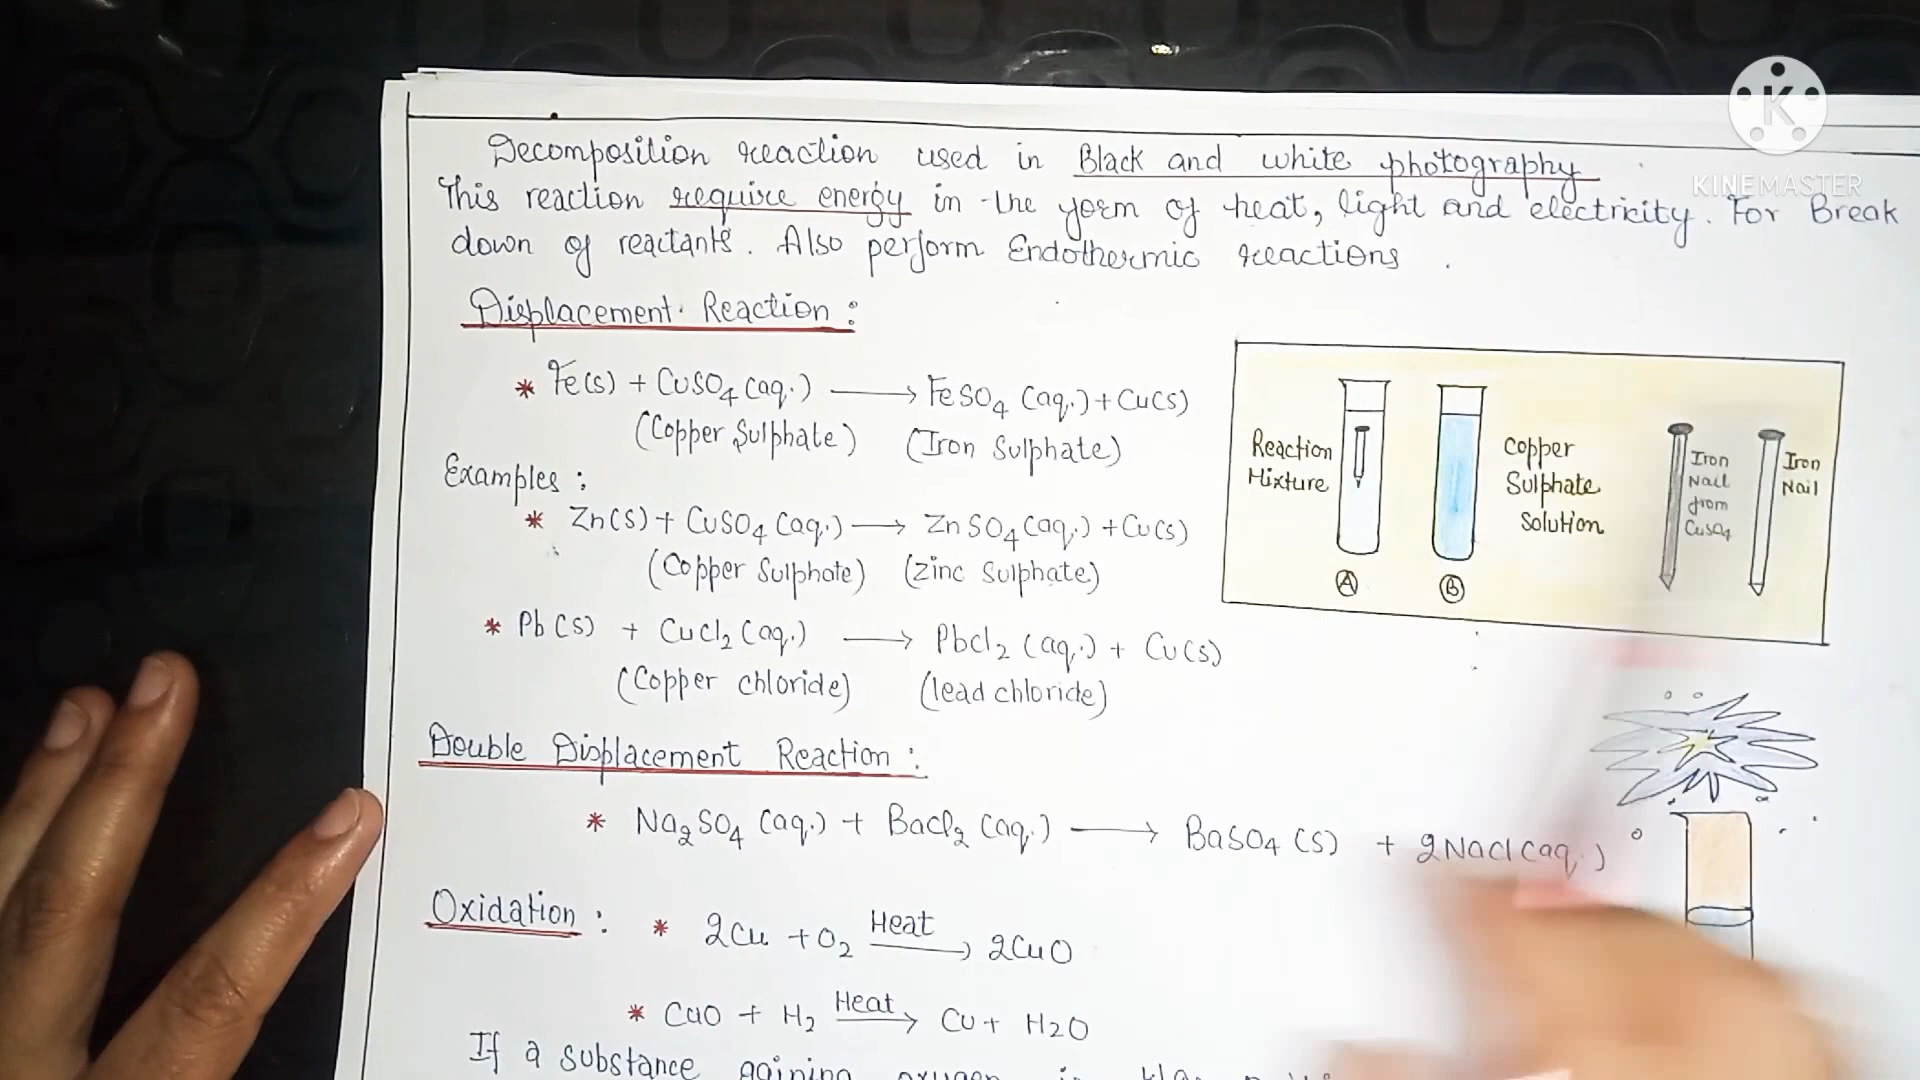 K
KINEMASTER
Decomposition reaction used in Black and white photography
This reaction require energy in the form of heat, light and electricity. For Break
down of reactants. Also perform Endothermic reactions.
Displacement Reaction:
* Fe(s) + CuSO4 (aq.) ⟶ FeSO4 (aq.) + Cu(s)
(Copper Sulphate) (Iron Sulphate)
Examples:
* Zn(s) + CuSO4 (aq.) ⟶ ZnSO4 (aq.) + Cu(s)
(Copper Sulphate) (Zinc Sulphate)
* Pb(s) + CuCl2 (aq.) ⟶ PbCl2 (aq.) + Cu(s)
(Copper chloride) (lead chloride)
Reaction
Mixture
A
B
Copper
Sulphate
Solution
Iron
Nail
from
CuSO4
Iron
Nail
Double Displacement Reaction:
* Na2SO4 (aq.) + BaCl2 (aq.) ⟶ BaSO4 (s) + 2NaCl (aq.)
Oxidation: * 2Cu + O2 Heat⟶ 2CuO
* CuO + H2 Heat⟶ Cu + H2O
If a substance gaining oxygen